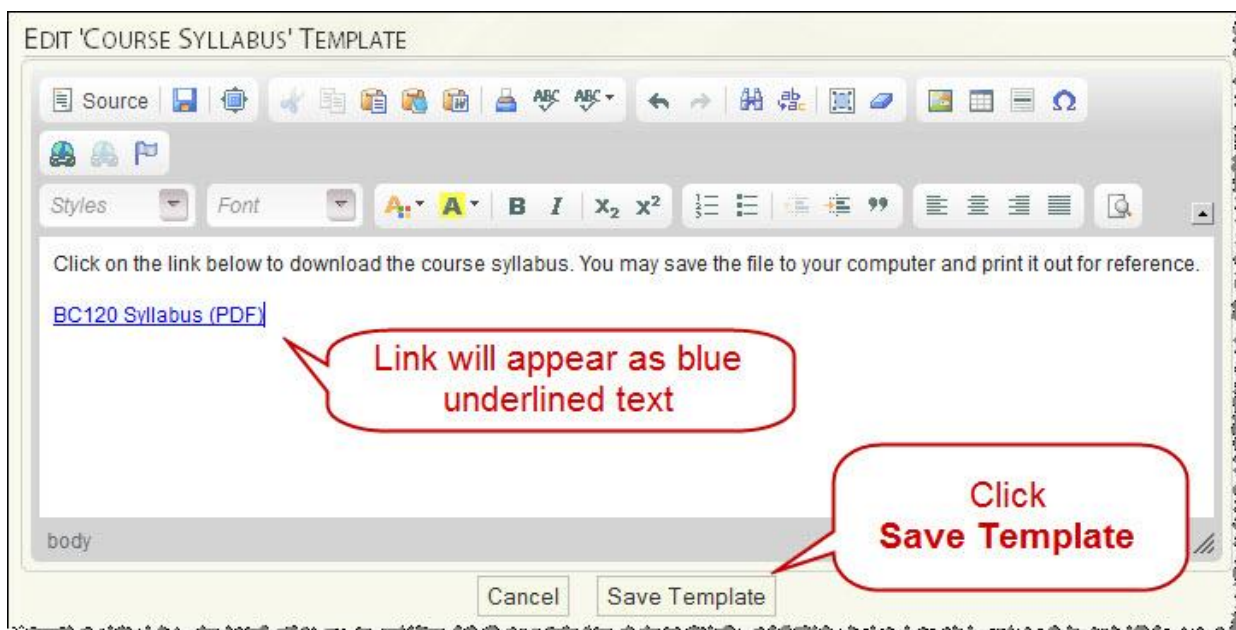 EDIT 'COURSE SYLLABUS' TEMPLATE
Source ABC ABC
Styles Font A A B I X₂ X²
Click on the link below to download the course syllabus. You may save the file to your computer and print it out for reference.
BC120 Syllabus (PDF)
Link will appear as blue
underlined text
Click
Save Template
body
Cancel Save Template